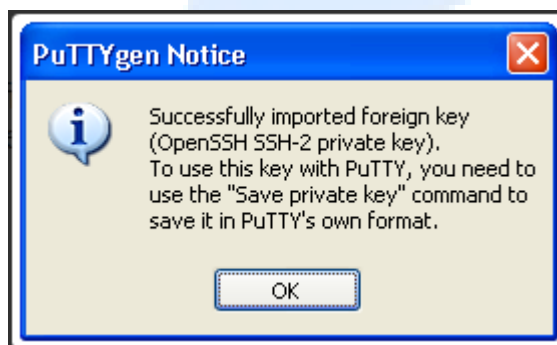 PuTTYgen Notice
Successfully imported foreign key
(OpenSSH SSH-2 private key).
To use this key with PuTTY, you need to
use the "Save private key" command to
save it in PuTTY's own format.
OK